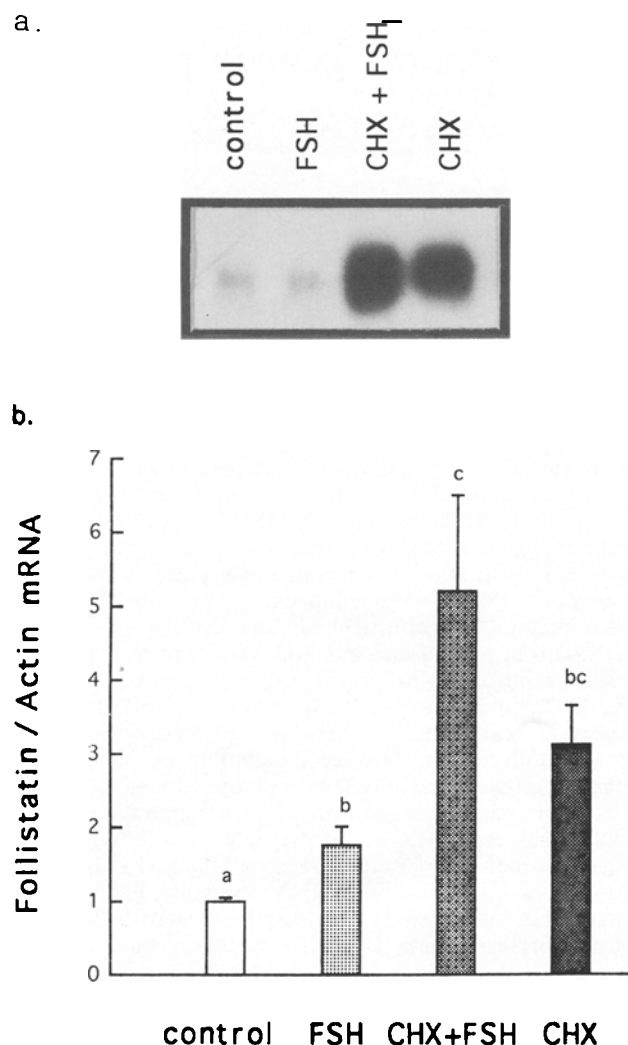 a.
control
FSH
CHX + FSH
CHX
b.
Follistatin / Actin mRNA
7
6
5
4
3
2
1
0
a
b
c
bc
control FSH CHX+FSH CHX